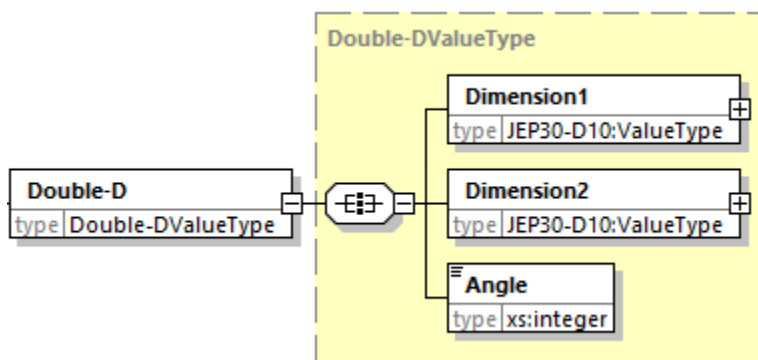 Double-DValueType
Dimension1
type JEP30-D10:ValueType
Double-D
type Double-DValueType
Dimension2
type JEP30-D10:ValueType
Angle
type xs:integer